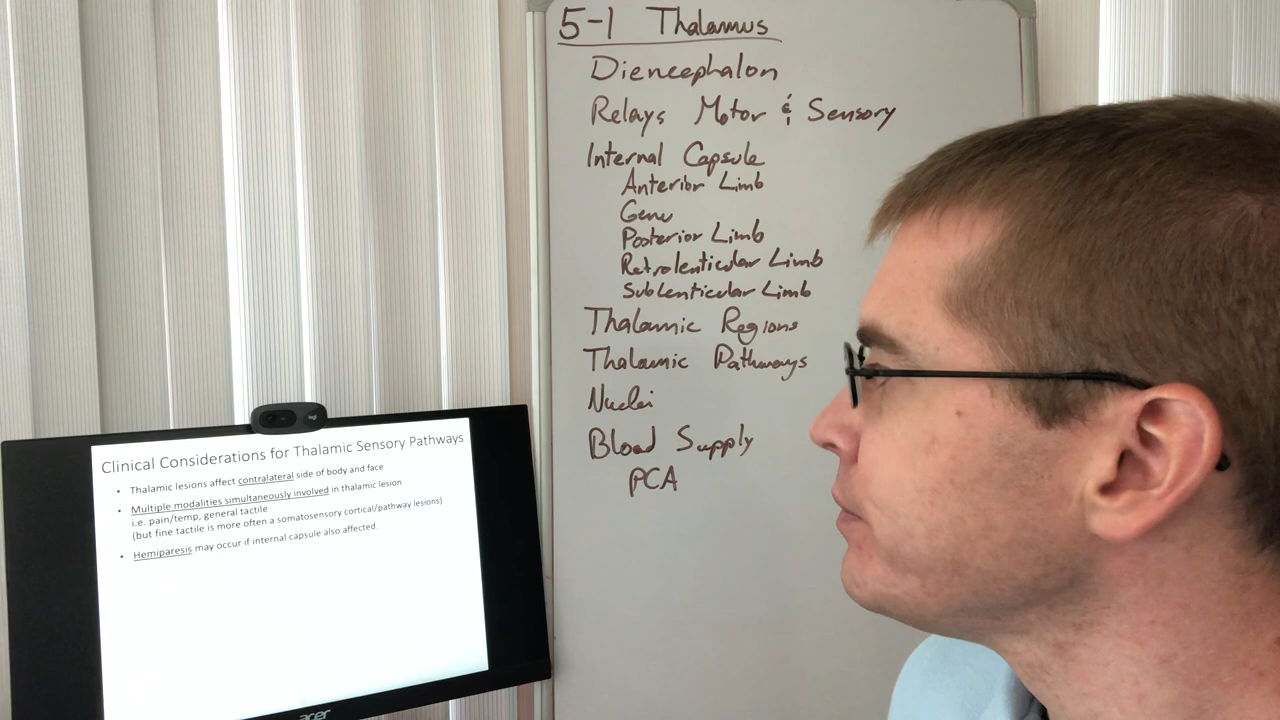 5-1 Thalamus
Diencephalon
Relays Motor & Sensory
Internal Capsule
Anterior Limb
Genu
Posterior Limb
Retrolenticular Limb
Sublenticular Limb
Thalamic Regions
Thalamic Pathways
Nuclei
Blood Supply
PCA
Clinical Considerations for Thalamic Sensory Pathways
• Thalamic lesions affect contralateral side of body and face
• Multiple modalities simultaneously involved in thalamic lesion
i.e. pain/temp, general tactile
(but fine tactile is more often a somatosensory cortical/pathway lesions)
• Hemiparesis may occur if internal capsule also affected.
acer